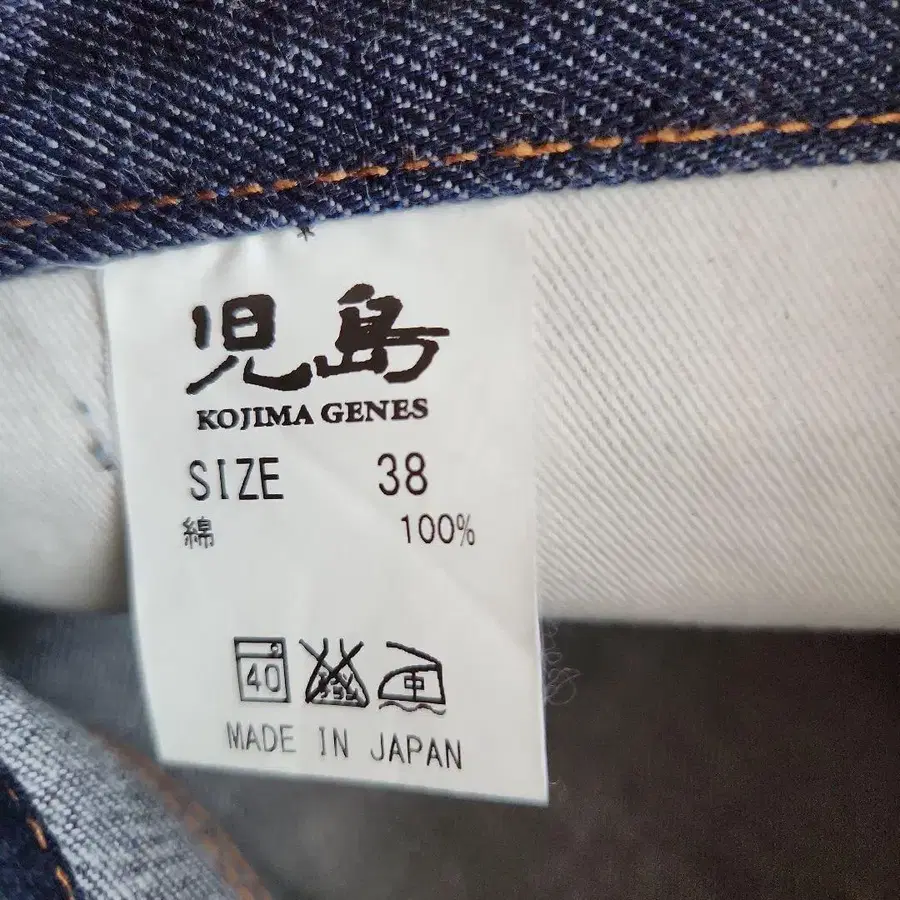 児島
KOJIMA GENES
SIZE 38
綿 100%
40 中
MADE IN JAPAN